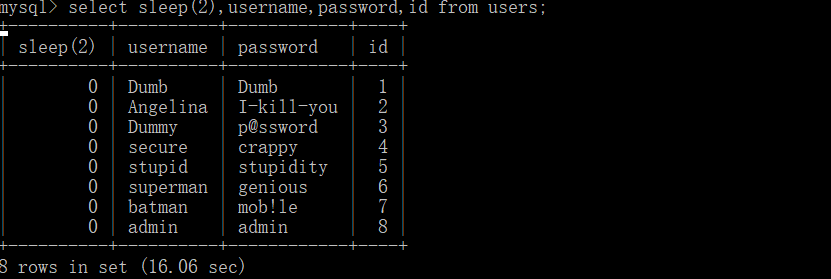 mysql> select sleep(2),username,password,id from users;
sleep(2) | username | password | id
0 | Dumb | Dumb | 1
0 | Angelina | I-kill-you | 2
0 | Dummy | p@ssword | 3
0 | secure | crappy | 4
0 | stupid | stupidity | 5
0 | superman | genious | 6
0 | batman | mob!le | 7
0 | admin | admin | 8
8 rows in set (16.06 sec)